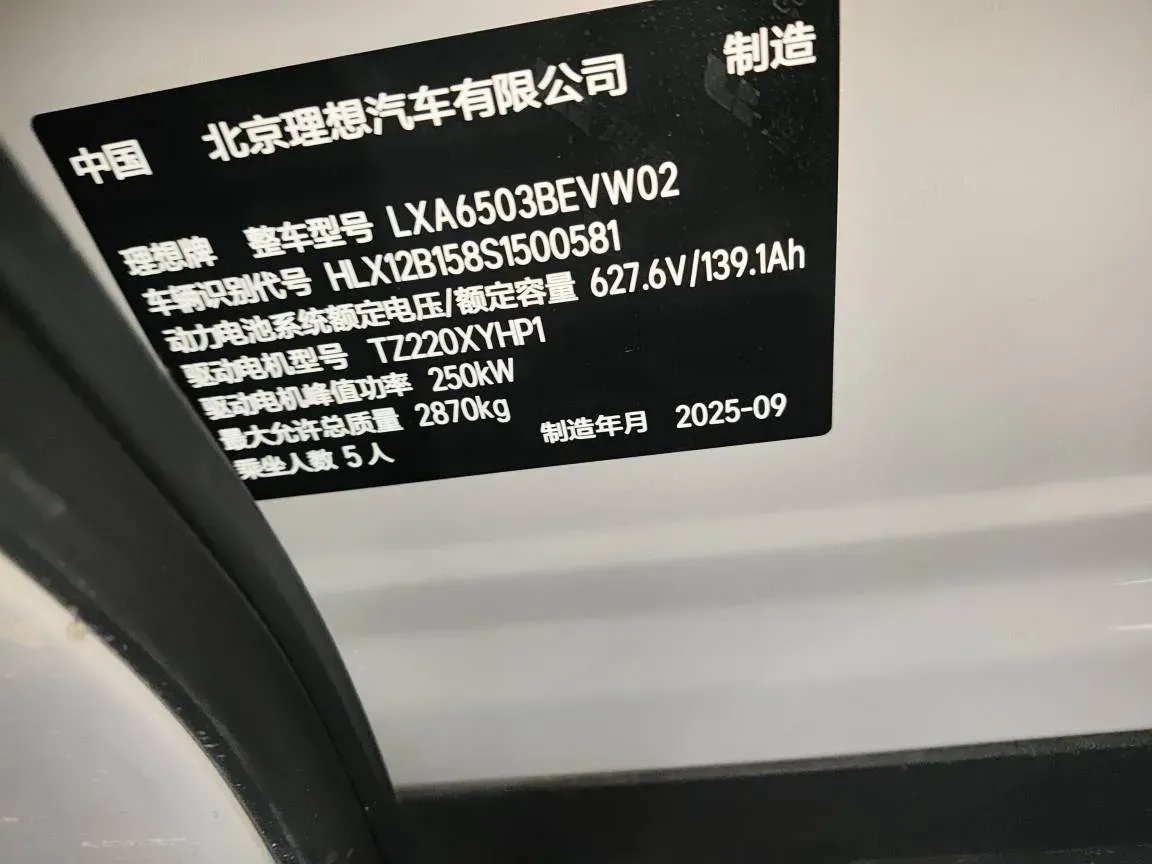 中国 北京理想汽车有限公司 制造
理想牌 整车型号 LXA6503BEVW02
车辆识别代号 HLX12B158S1500581
动力电池系统额定电压/额定容量 627.6V/139.1Ah
驱动电机型号 TZ220XYHP1
驱动电机峰值功率 250kW
最大允许总质量 2870kg
乘坐人数 5 人 制造年月 2025-09